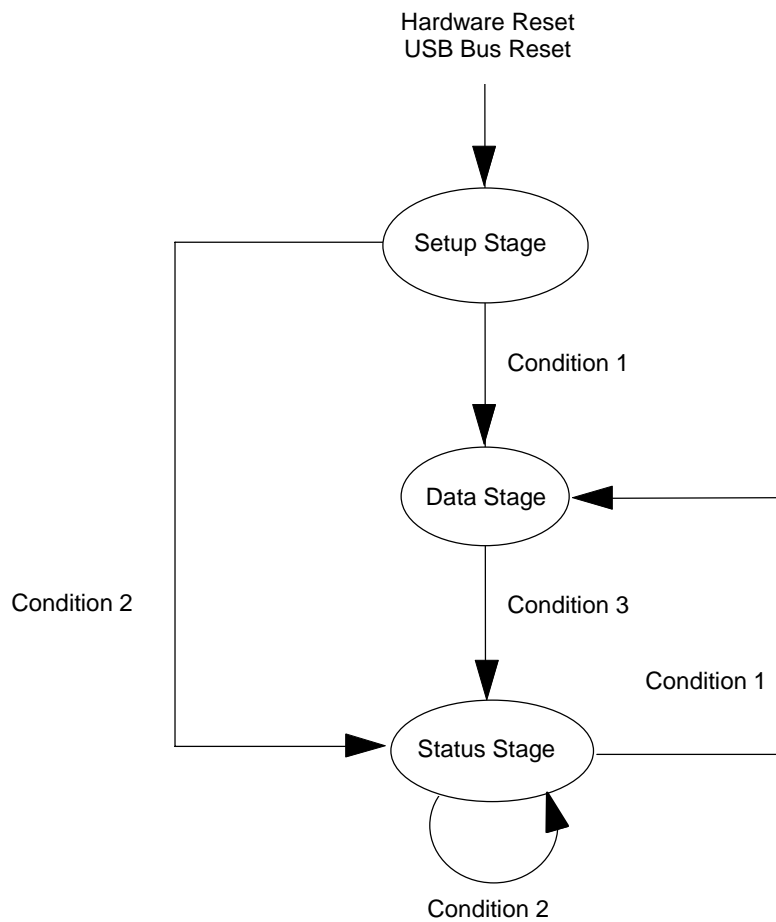 Hardware Reset
USB Bus Reset
Setup Stage
Condition 1
Data Stage
Condition 2
Condition 3
Condition 1
Status Stage
Condition 2